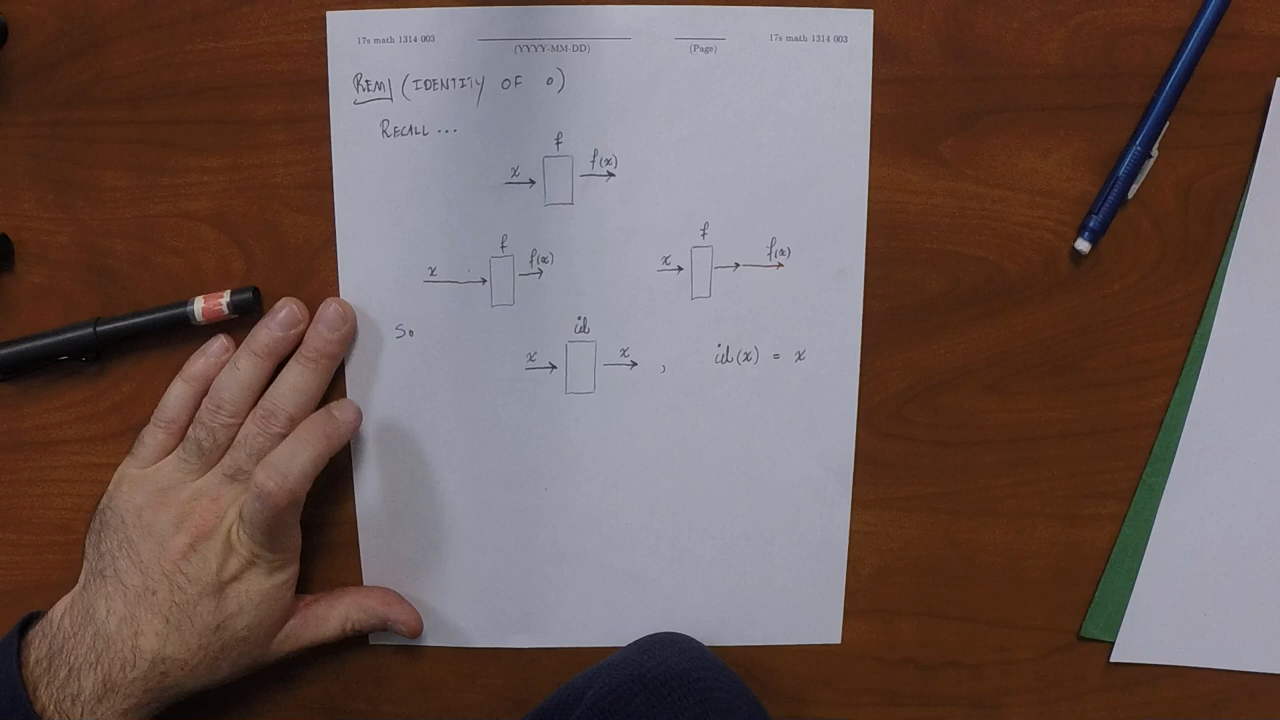 17s math 1314 003 (YYYY-MM-DD) (Page) 17s math 1314 003
REM (IDENTITY OF ∘)
RECALL...
f
x f(x)
f f
x f(x) x f(x)
So id
x x , id(x) = x